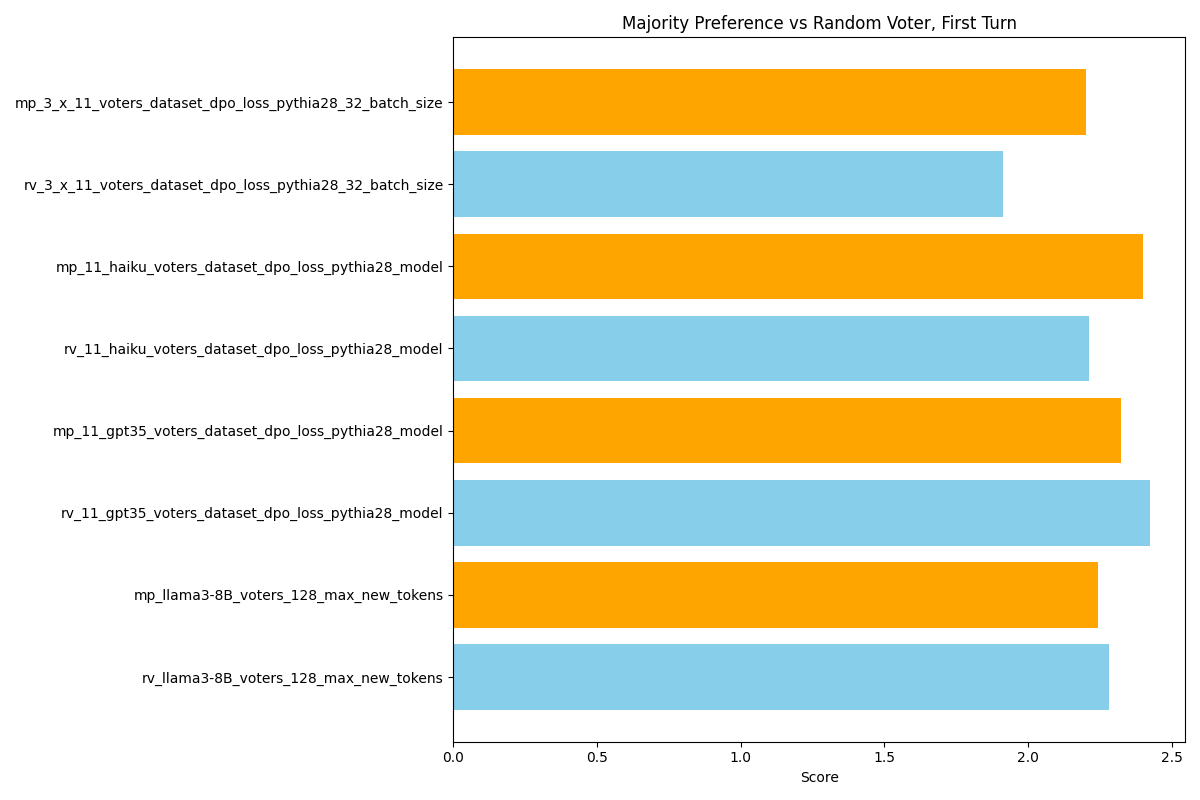 Majority Preference vs Random Voter, First Turn
mp_3_x_11_voters_dataset_dpo_loss_pythia28_32_batch_size
rv_3_x_11_voters_dataset_dpo_loss_pythia28_32_batch_size
mp_11_haiku_voters_dataset_dpo_loss_pythia28_model
rv_11_haiku_voters_dataset_dpo_loss_pythia28_model
mp_11_gpt35_voters_dataset_dpo_loss_pythia28_model
rv_11_gpt35_voters_dataset_dpo_loss_pythia28_model
mp_llama3-8B_voters_128_max_new_tokens
rv_llama3-8B_voters_128_max_new_tokens
0.0 0.5 1.0 1.5 2.0 2.5
Score